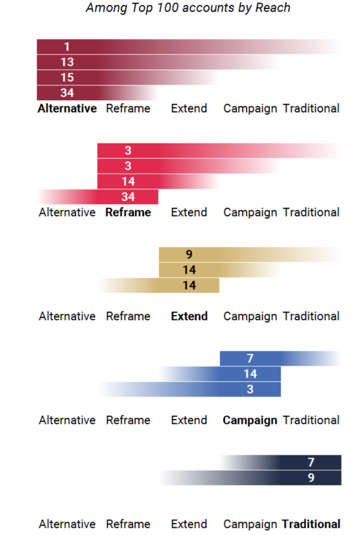 Among Top 100 accounts by Reach
1
13
15
34
Alternative Reframe Extend Campaign Traditional
3
3
14
34
Alternative Reframe Extend Campaign Traditional
9
14
14
Alternative Reframe Extend Campaign Traditional
7
14
3
Alternative Reframe Extend Campaign Traditional
7
9
Alternative Reframe Extend Campaign Traditional